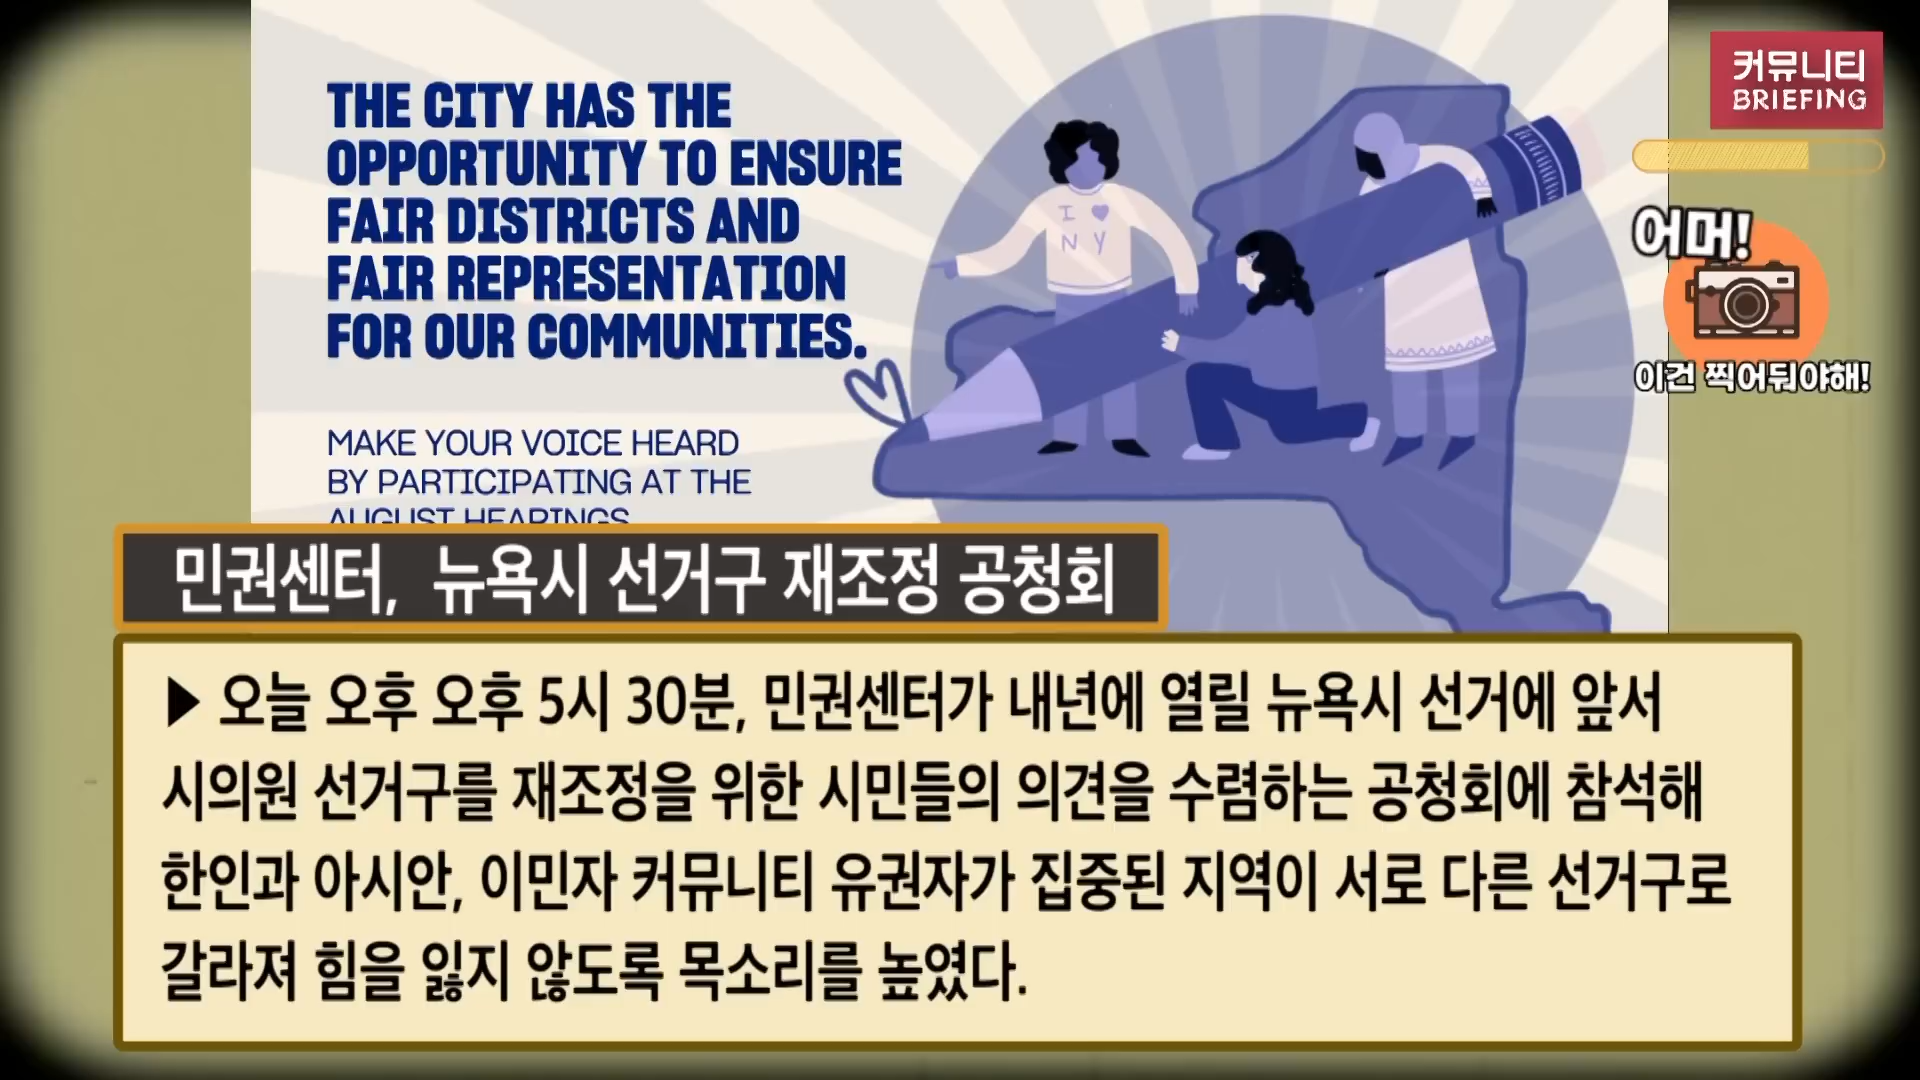 THE CITY HAS THE
OPPORTUNITY TO ENSURE
FAIR DISTRICTS AND
FAIR REPRESENTATION
FOR OUR COMMUNITIES.
MAKE YOUR VOICE HEARD
BY PARTICIPATING AT THE
AUGUST HEARINGS
I ♥
N Y
커뮤니티
BRIEFING
어머!
이건 찍어둬야해!
민권센터, 뉴욕시 선거구 재조정 공청회
▶ 오늘 오후 오후 5시 30분, 민권센터가 내년에 열릴 뉴욕시 선거에 앞서
시의원 선거구를 재조정을 위한 시민들의 의견을 수렴하는 공청회에 참석해
한인과 아시안, 이민자 커뮤니티 유권자가 집중된 지역이 서로 다른 선거구로
갈라져 힘을 잃지 않도록 목소리를 높였다.